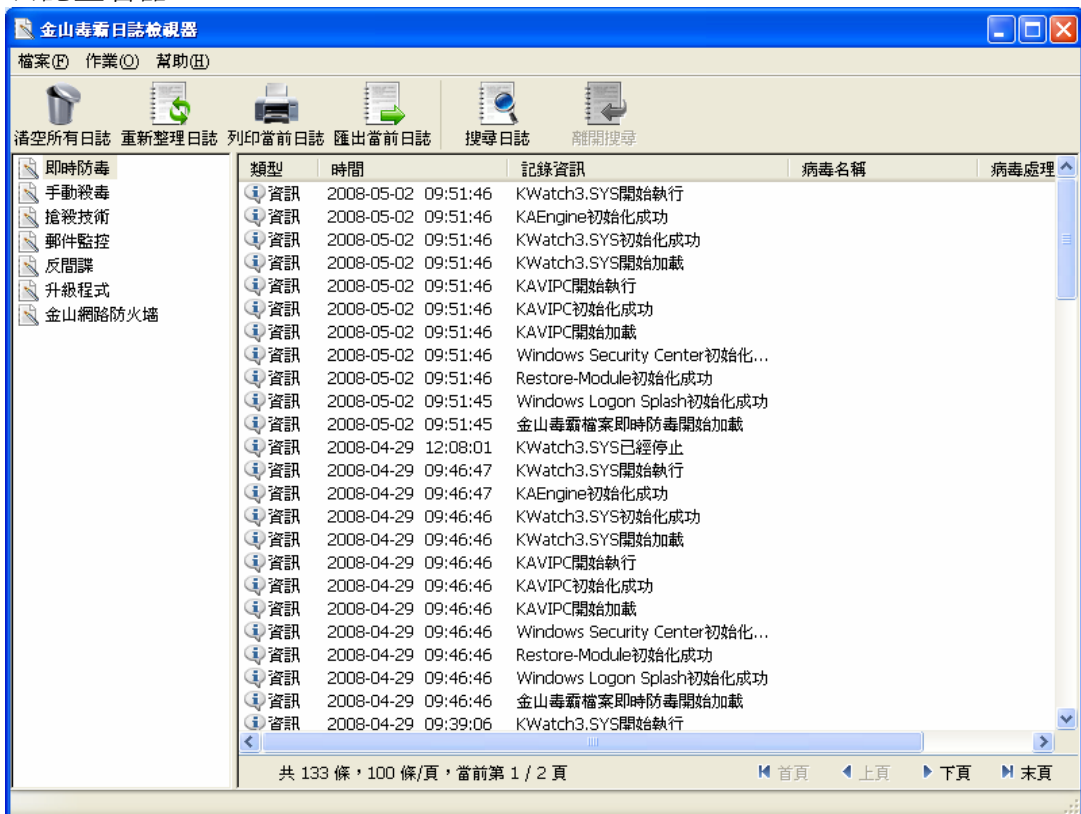 金山毒霸日誌檢視器
檔案(F) 作業(O) 幫助(H)
清空所有日誌 重新整理日誌 列印當前日誌 匯出當前日誌 搜尋日誌 離開搜尋
即時防毒
手動殺毒
搶殺技術
郵件監控
反間諜
升級程式
金山網路防火墻
類型 時間 記錄資訊 病毒名稱 病毒處理
資訊 2008-05-02 09:51:46 KWatch3.SYS開始執行
資訊 2008-05-02 09:51:46 KAEngine初始化成功
資訊 2008-05-02 09:51:46 KWatch3.SYS初始化成功
資訊 2008-05-02 09:51:46 KWatch3.SYS開始加載
資訊 2008-05-02 09:51:46 KAVIPC開始執行
資訊 2008-05-02 09:51:46 KAVIPC初始化成功
資訊 2008-05-02 09:51:46 KAVIPC開始加載
資訊 2008-05-02 09:51:46 Windows Security Center初始化...
資訊 2008-05-02 09:51:46 Restore-Module初始化成功
資訊 2008-05-02 09:51:45 Windows Logon Splash初始化成功
資訊 2008-05-02 09:51:45 金山毒霸檔案即時防毒開始加載
資訊 2008-04-29 12:08:01 KWatch3.SYS已經停止
資訊 2008-04-29 09:46:47 KWatch3.SYS開始執行
資訊 2008-04-29 09:46:47 KAEngine初始化成功
資訊 2008-04-29 09:46:46 KWatch3.SYS初始化成功
資訊 2008-04-29 09:46:46 KWatch3.SYS開始加載
資訊 2008-04-29 09:46:46 KAVIPC開始執行
資訊 2008-04-29 09:46:46 KAVIPC初始化成功
資訊 2008-04-29 09:46:46 KAVIPC開始加載
資訊 2008-04-29 09:46:46 Windows Security Center初始化...
資訊 2008-04-29 09:46:46 Restore-Module初始化成功
資訊 2008-04-29 09:46:46 Windows Logon Splash初始化成功
資訊 2008-04-29 09:46:46 金山毒霸檔案即時防毒開始加載
資訊 2008-04-29 09:39:06 KWatch3.SYS開始執行
共 133 條，100 條/頁，當前第 1 / 2 頁 首頁 上頁 下頁 末頁